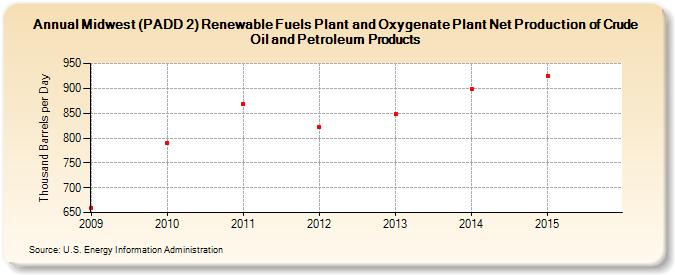 Annual Midwest (PADD 2) Renewable Fuels Plant and Oxygenate Plant Net Production of Crude
Oil and Petroleum Products
Thousand Barrels per Day
950
900
850
800
750
700
650
2009 2010 2011 2012 2013 2014 2015
Source: U.S. Energy Information Administration